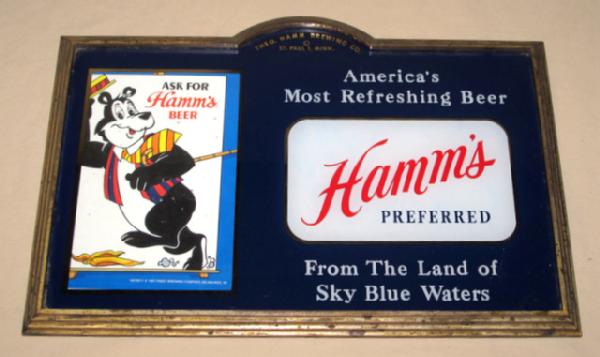 THEO. HAMM BREWING CO.
ST. PAUL 1, MINN.
ASK FOR
Hamm's
BEER
America's
Most Refreshing Beer
Hamm's
PREFERRED
From The Land of
Sky Blue Waters